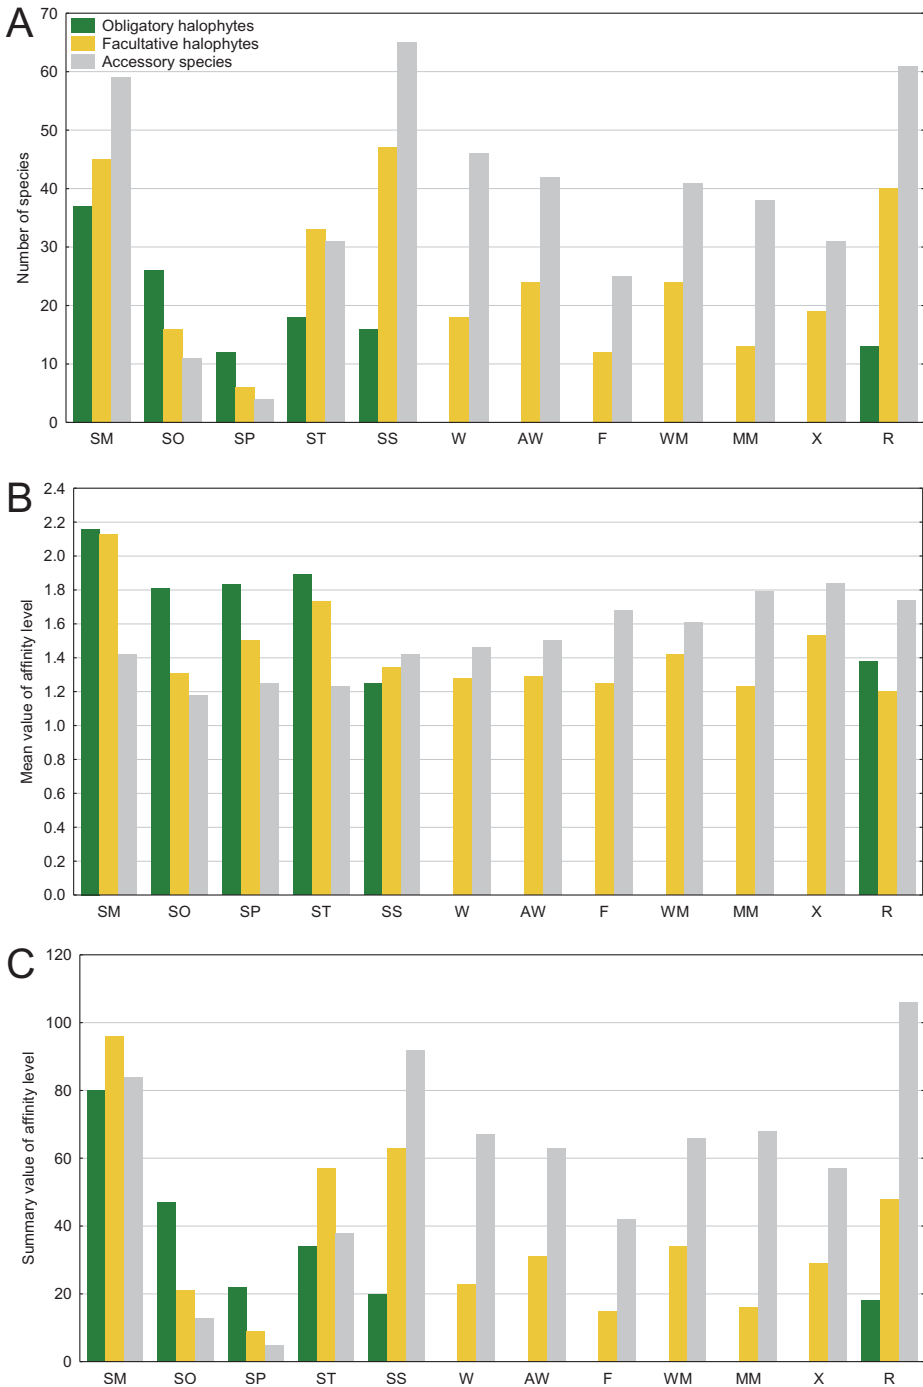 A
70
60
50
40
30
20
10
0
Number of species
Obligatory halophytes
Facultative halophytes
Accessory species
SM SO SP ST SS W AW F WM MM X R
B
2.4
2.2
2.0
1.8
1.6
1.4
1.2
1.0
0.8
0.6
0.4
0.2
0.0
Mean value of affinity level
SM SO SP ST SS W AW F WM MM X R
C
120
100
80
60
40
20
0
Summary value of affinity level
SM SO SP ST SS W AW F WM MM X R